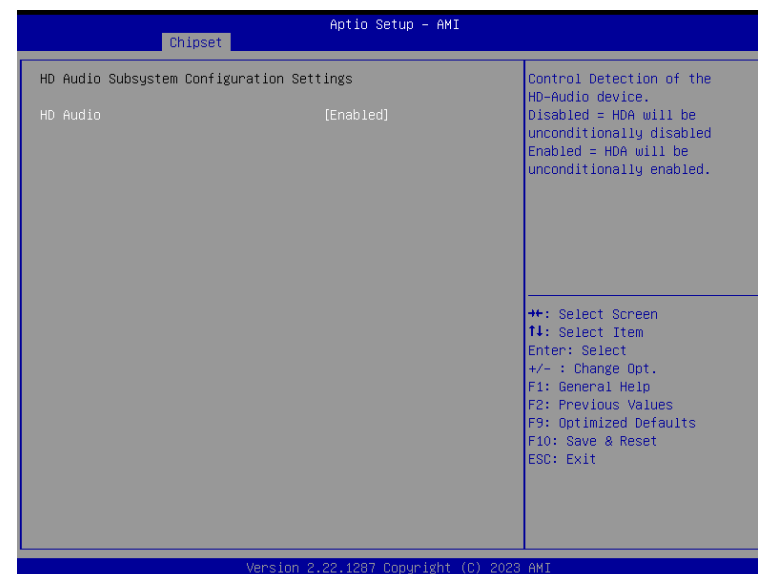 Aptio Setup - AMI
Chipset
HD Audio Subsystem Configuration Settings
HD Audio [Enabled]
Control Detection of the
HD-Audio device.
Disabled = HDA will be
unconditionally disabled
Enabled = HDA will be
unconditionally enabled.
→←: Select Screen
↑↓: Select Item
Enter: Select
+/- : Change Opt.
F1: General Help
F2: Previous Values
F9: Optimized Defaults
F10: Save & Reset
ESC: Exit
Version 2.22.1287 Copyright (C) 2023 AMI